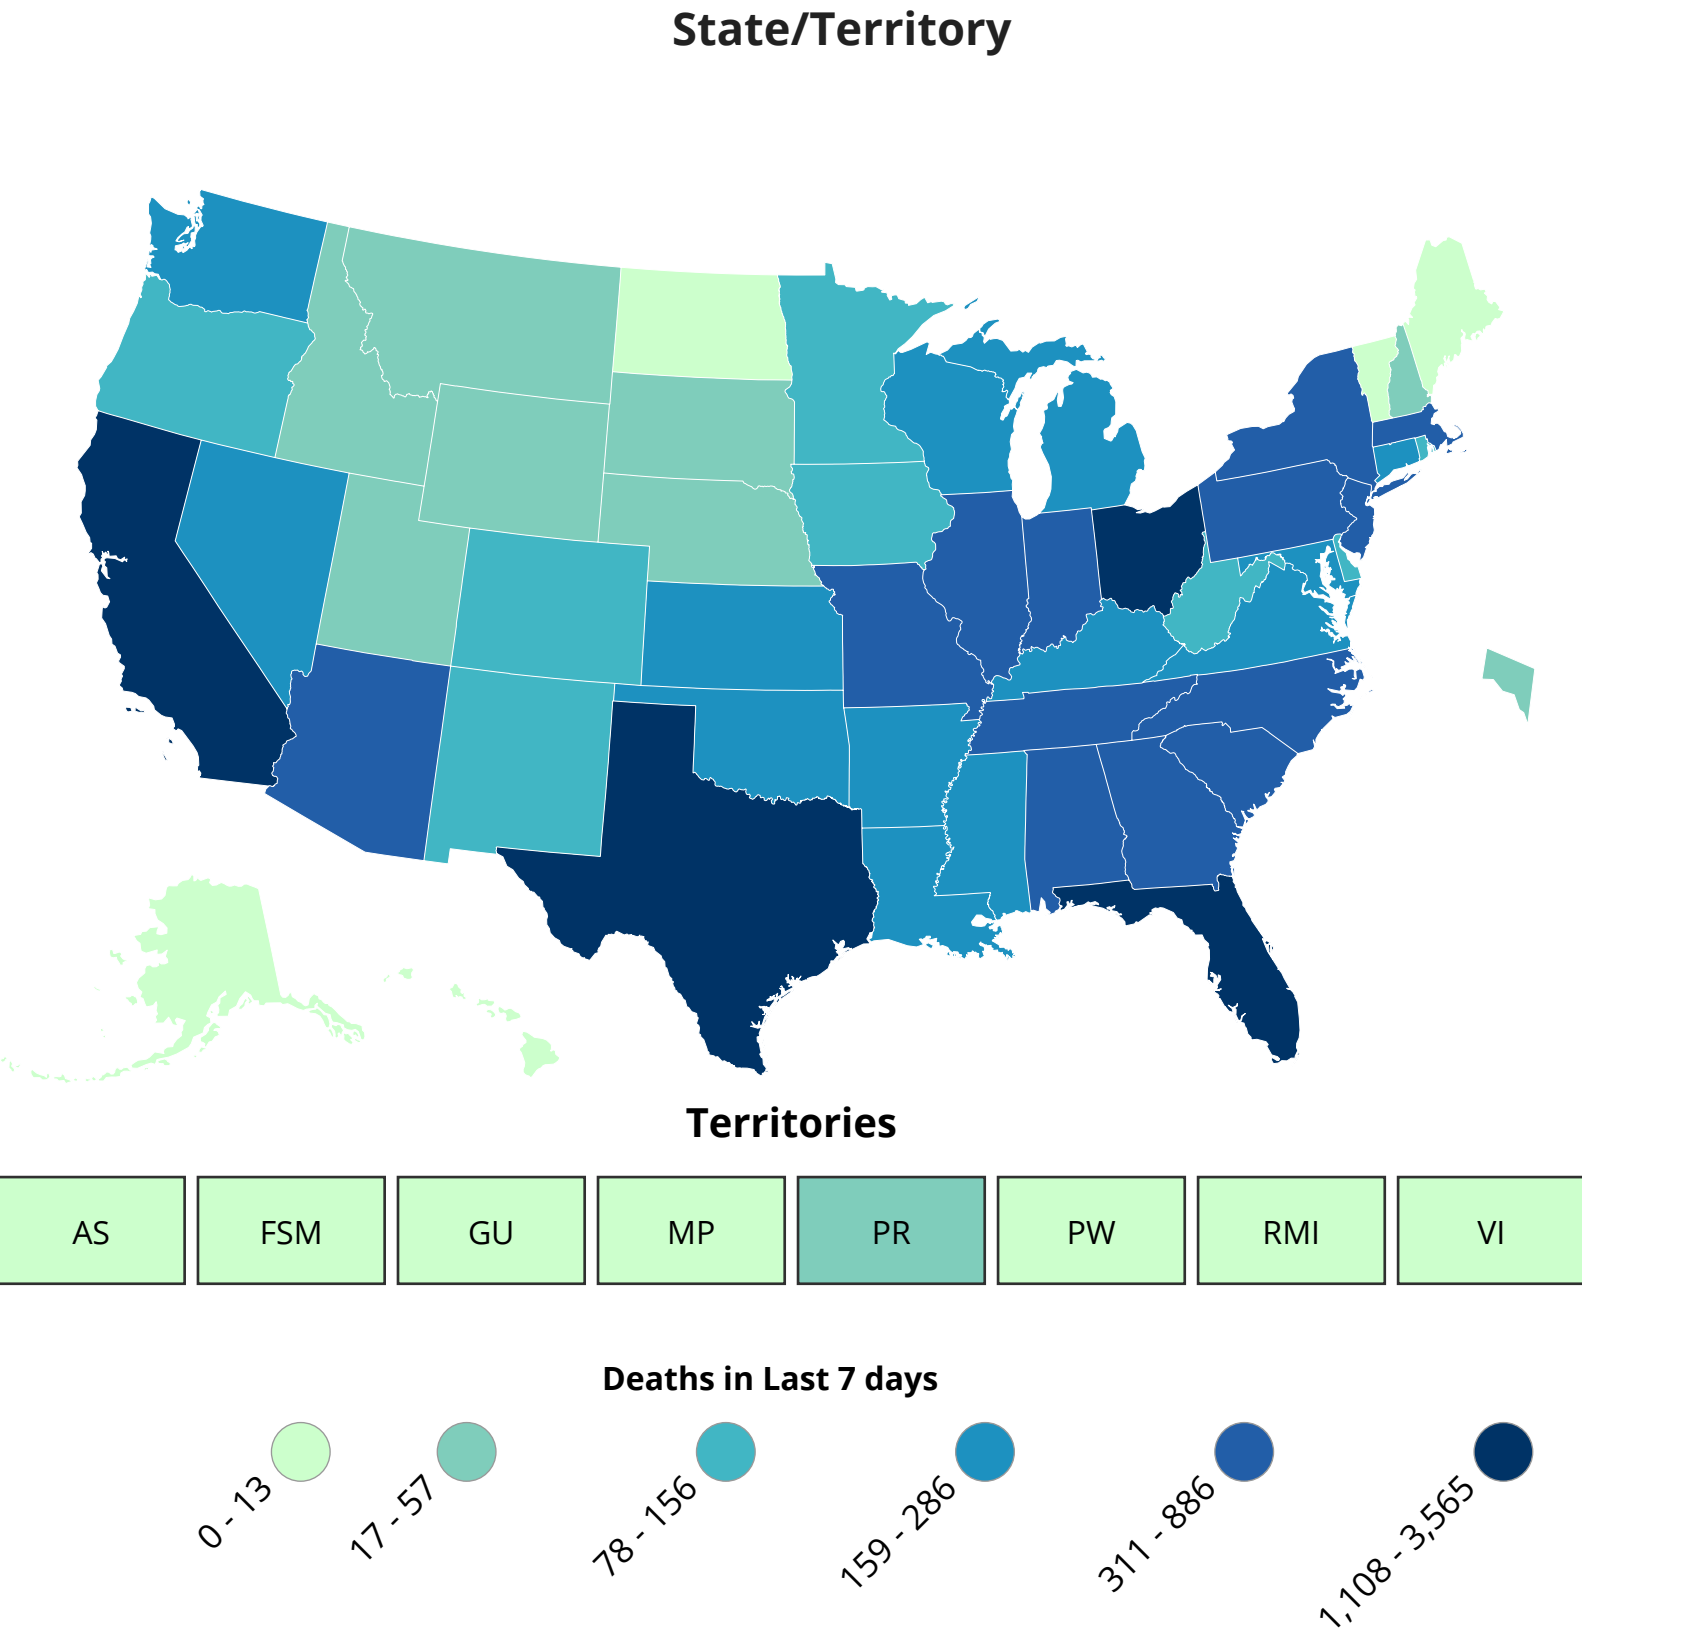 State/Territory
Territories
AS FSM GU MP PR PW RMI VI
Deaths in Last 7 days
0 - 13 17 - 57 78 - 156 159 - 286 311 - 886 1,108 - 3,565